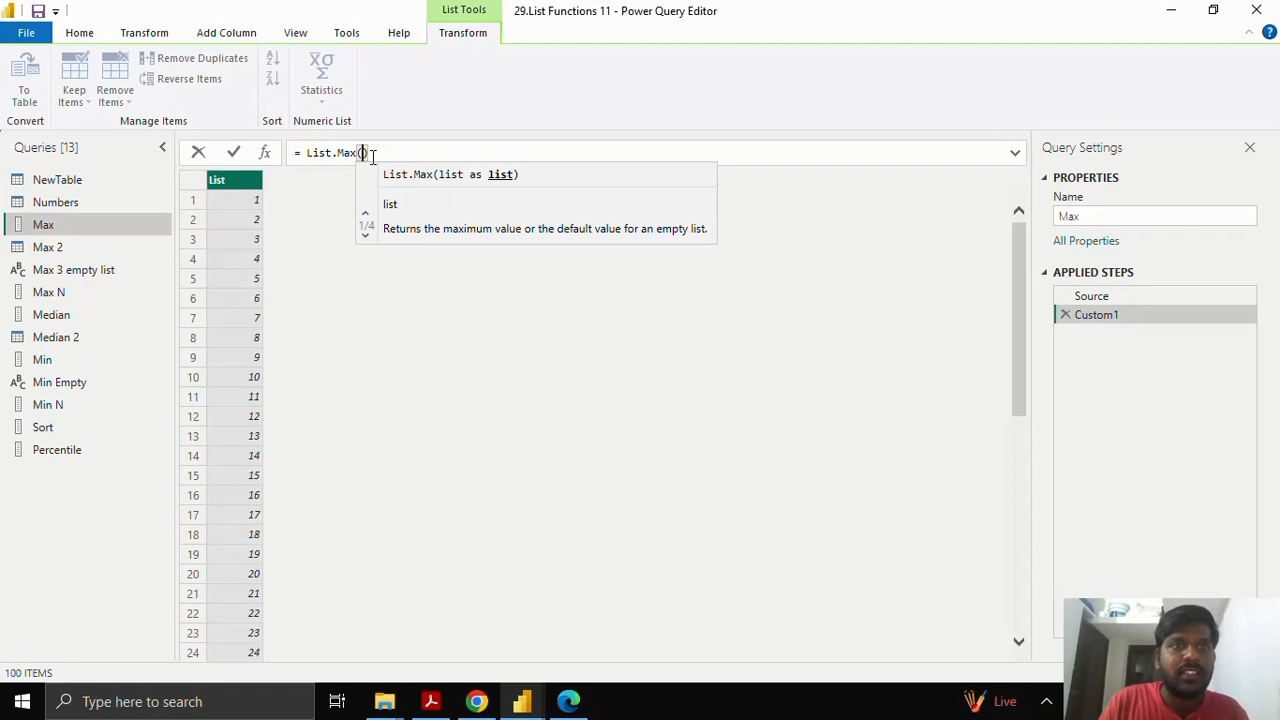 List Tools
29.List Functions 11 - Power Query Editor
File
Home
Transform
Add Column
View
Tools
Help
Transform
To Table
Keep Items
Remove Items
Remove Duplicates
Reverse Items
Statistics
Convert
Manage Items
Sort
Numeric List
Queries [13]
NewTable
Numbers
Max
Max 2
Max 3 empty list
Max N
Median
Median 2
Min
Min Empty
Min N
Sort
Percentile
= List.Max()
List.Max(list as list)
list
1/4
Returns the maximum value or the default value for an empty list.
List
1 1
2 2
3 3
4 4
5 5
6 6
7 7
8 8
9 9
10 10
11 11
12 12
13 13
14 14
15 15
16 16
17 17
18 18
19 19
20 20
21 21
22 22
23 23
24 24
Query Settings
PROPERTIES
Name
Max
All Properties
APPLIED STEPS
Source
Custom1
100 ITEMS
Type here to search
Live